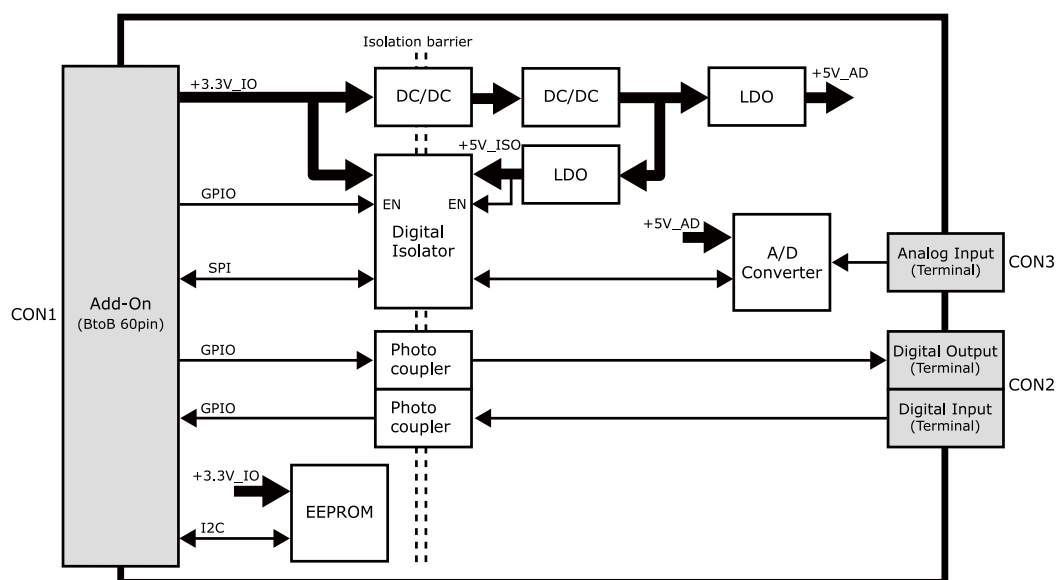 Isolation barrier
+3.3V_IO
DC/DC
DC/DC
LDO
+5V_AD
+5V_ISO
LDO
GPIO
EN
EN
Digital
Isolator
SPI
+5V_AD
A/D
Converter
Analog Input
(Terminal)
CON3
CON1
Add-On
(BtoB 60pin)
GPIO
Photo
coupler
Digital Output
(Terminal)
CON2
GPIO
Photo
coupler
Digital Input
(Terminal)
+3.3V_IO
EEPROM
I2C